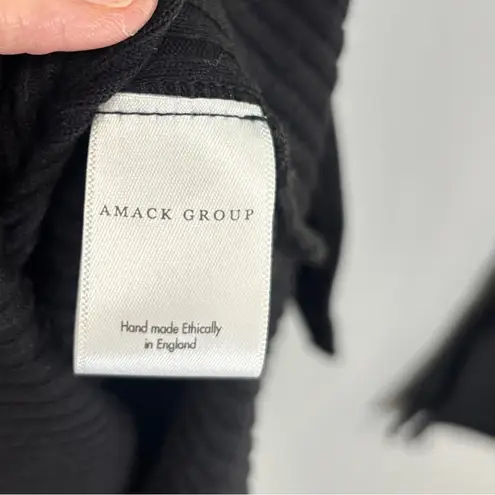 AMACK GROUP
Hand made Ethically
in England